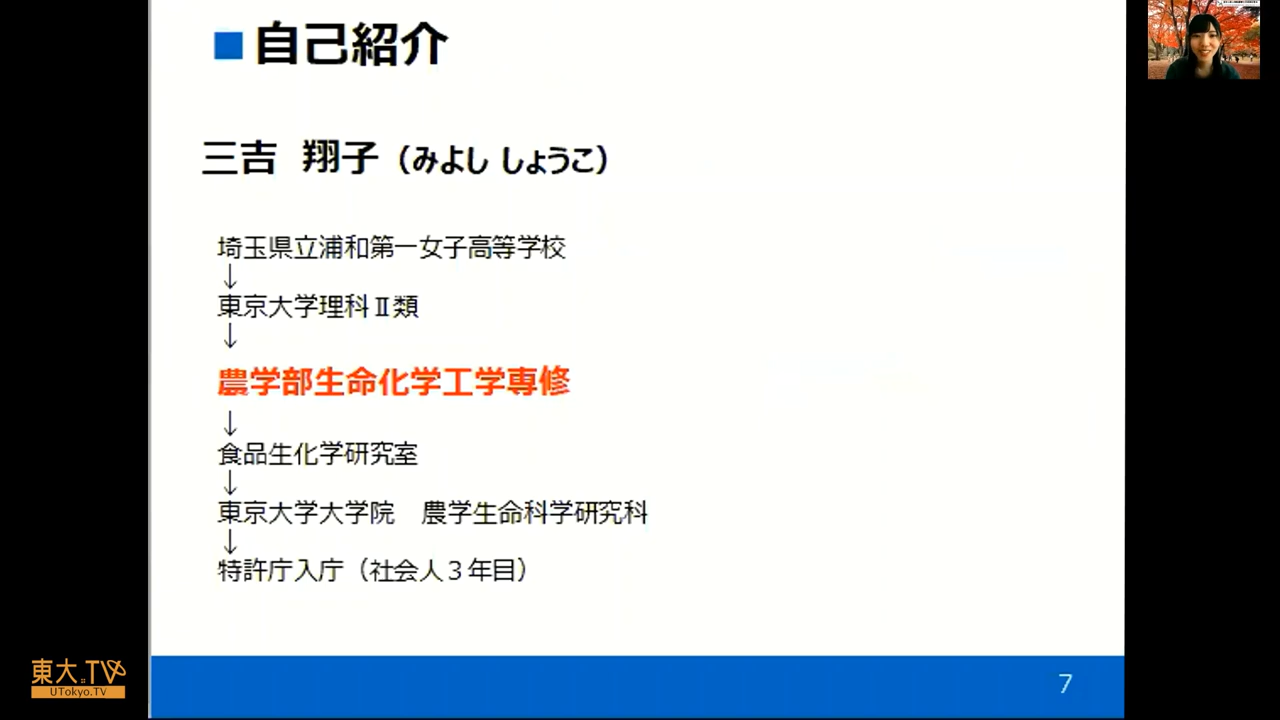 自己紹介
三吉 翔子（みよし しょうこ）
埼玉県立浦和第一女子高等学校
↓
東京大学理科Ⅱ類
↓
農学部生命化学工学専修
↓
食品生化学研究室
↓
東京大学大学院 農学生命科学研究科
↓
特許庁入庁（社会人３年目）
7
東大.TV
UTokyo.TV